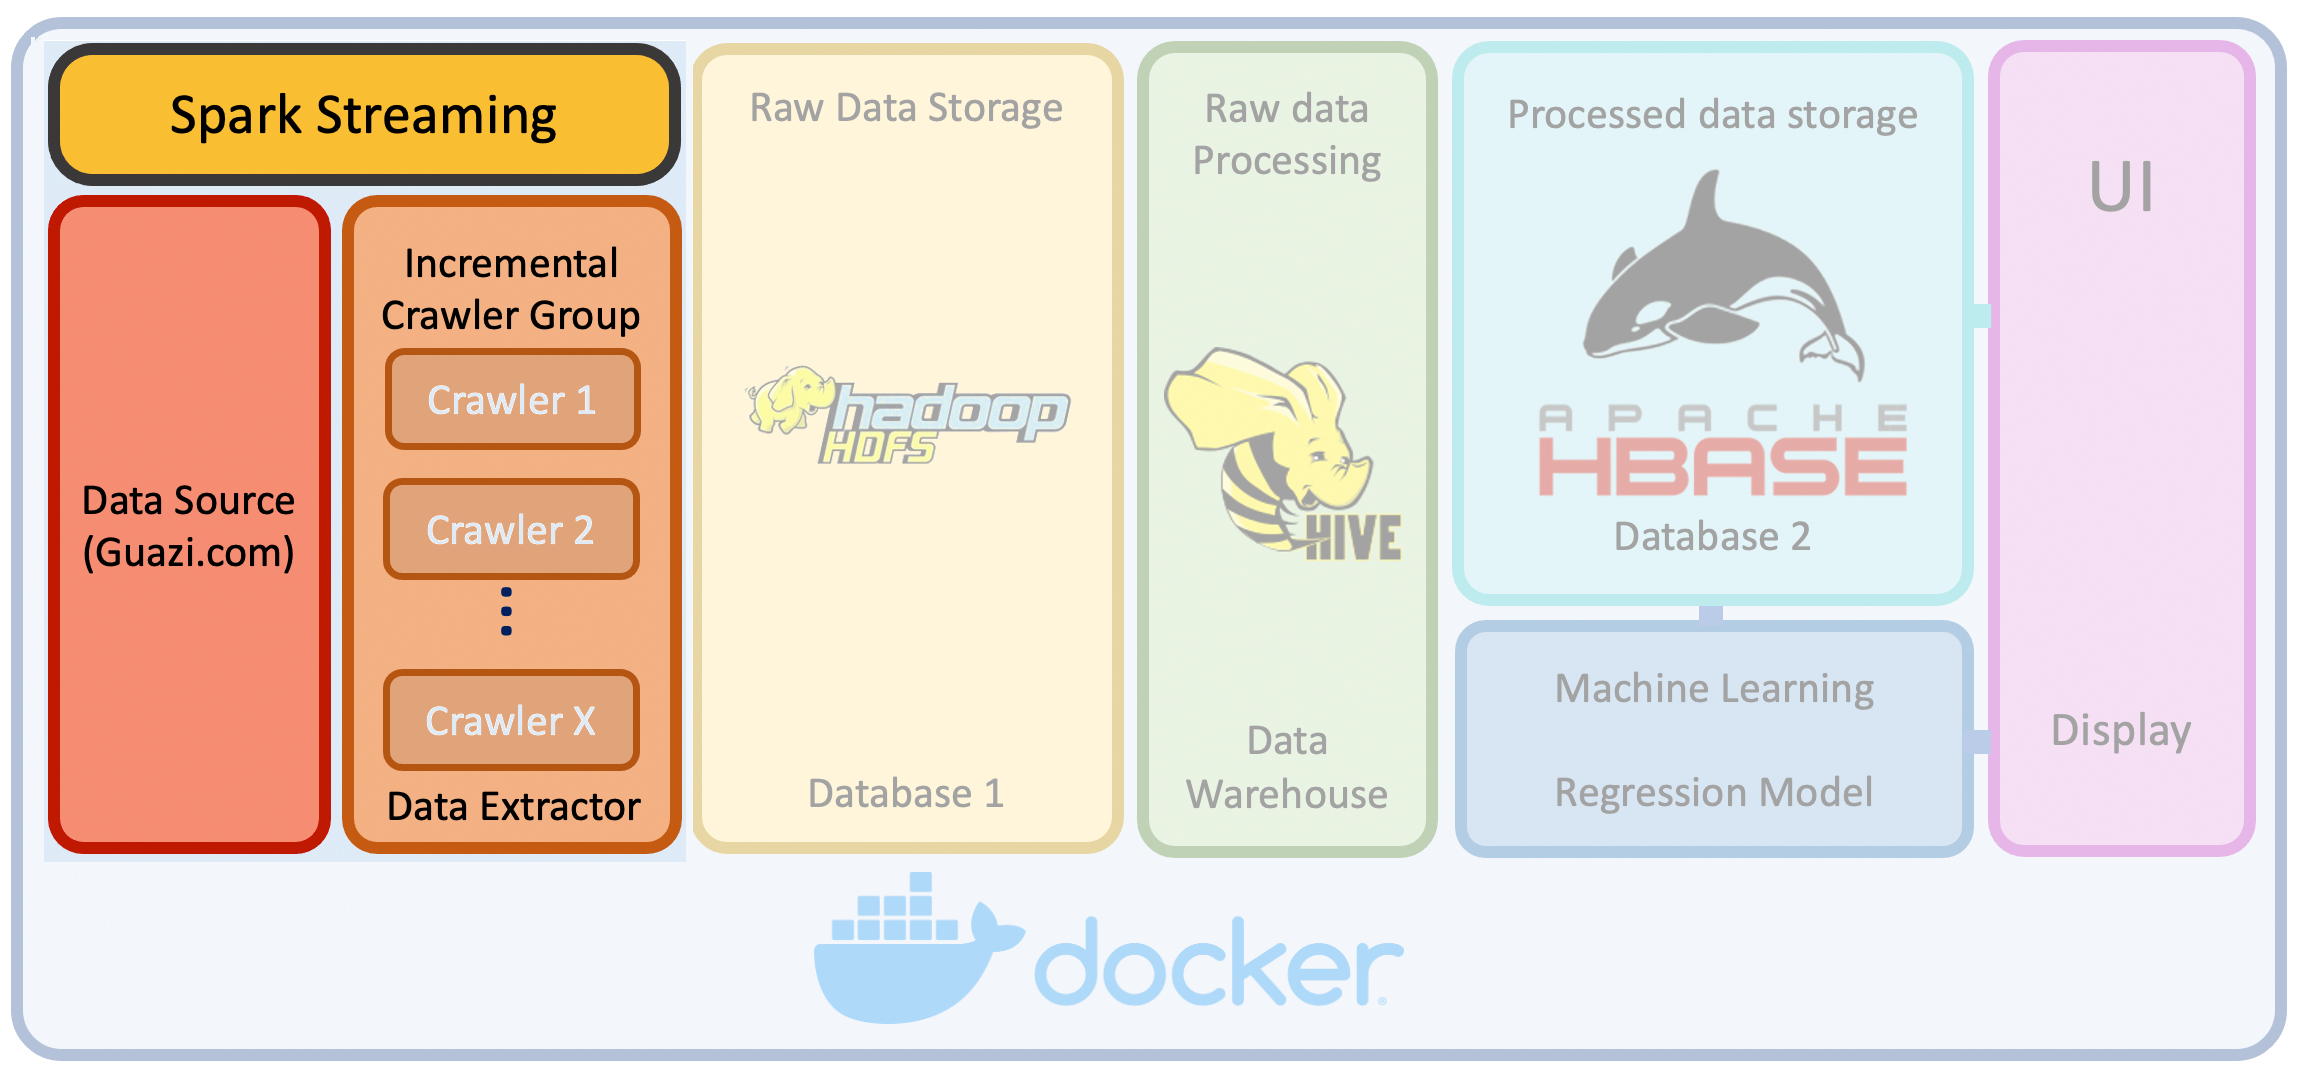 Spark Streaming
Data Source
(Guazi.com)
Incremental
Crawler Group
Crawler 1
Crawler 2
Crawler X
Data Extractor
Raw Data Storage
hadoop
HDFS
Database 1
Raw data
Processing
HIVE
Data
Warehouse
Processed data storage
APACHE
HBASE
Database 2
Machine Learning
Regression Model
UI
Display
docker